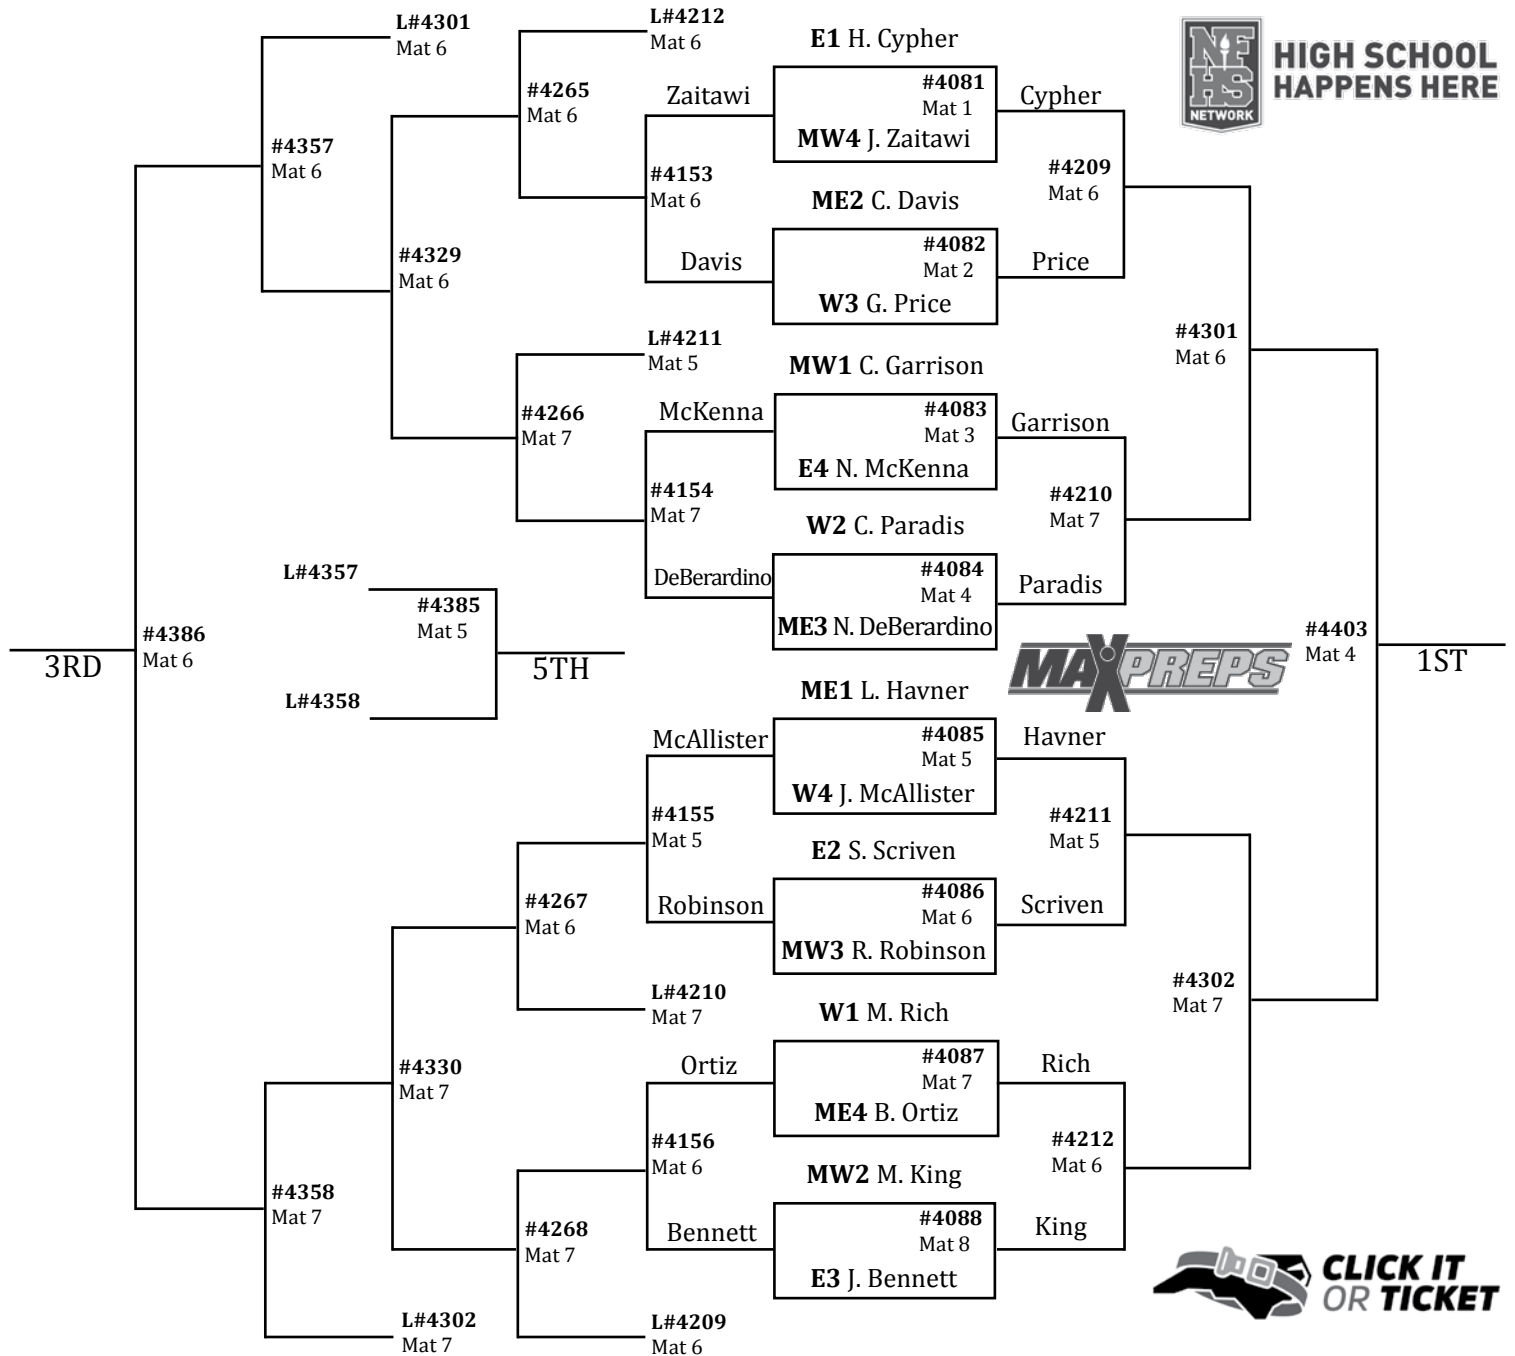 L#4301
Mat 6
L#4212
Mat 6
E1 H. Cypher
NFHS
NETWORK
HIGH SCHOOL
HAPPENS HERE
#4265
Mat 6
Zaitawi
#4081
Mat 1
Cypher
MW4 J. Zaitawi
#4357
Mat 6
#4153
Mat 6
#4209
Mat 6
ME2 C. Davis
#4329
Mat 6
Davis
#4082
Mat 2
Price
W3 G. Price
L#4211
Mat 5
#4301
Mat 6
MW1 C. Garrison
#4266
Mat 7
McKenna
#4083
Mat 3
Garrison
E4 N. McKenna
#4154
Mat 7
#4210
Mat 7
W2 C. Paradis
L#4357
DeBerardino
#4084
Mat 4
Paradis
#4385
Mat 5
ME3 N. DeBerardino
#4386
Mat 6
3RD
5TH
MAXPREPS
#4403
Mat 4
1ST
L#4358
ME1 L. Havner
McAllister
#4085
Mat 5
Havner
W4 J. McAllister
#4155
Mat 5
#4211
Mat 5
E2 S. Scriven
#4267
Mat 6
Robinson
#4086
Mat 6
Scriven
MW3 R. Robinson
L#4210
Mat 7
#4302
Mat 7
W1 M. Rich
#4330
Mat 7
Ortiz
#4087
Mat 7
Rich
ME4 B. Ortiz
#4156
Mat 6
#4212
Mat 6
MW2 M. King
#4358
Mat 7
#4268
Mat 7
Bennett
#4088
Mat 8
King
E3 J. Bennett
CLICK IT
OR TICKET
L#4302
Mat 7
L#4209
Mat 6